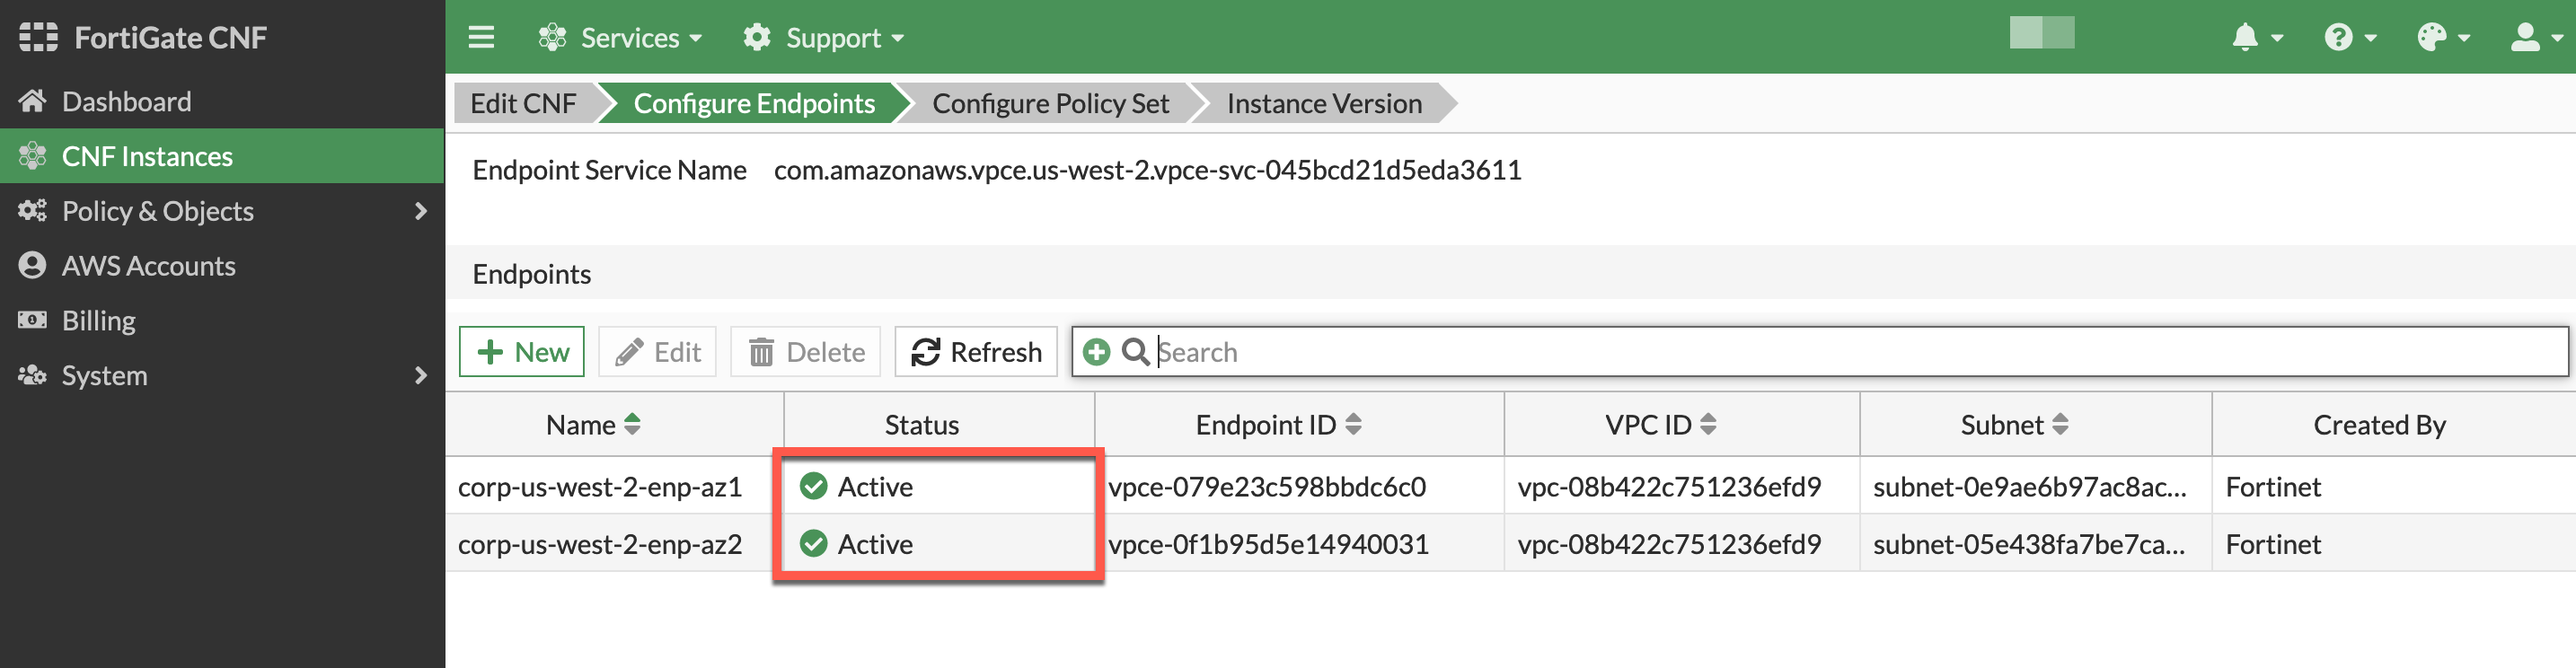 FortiGate CNF
Services
Support
Dashboard
CNF Instances
Policy & Objects
AWS Accounts
Billing
System
Edit CNF
Configure Endpoints
Configure Policy Set
Instance Version
Endpoint Service Name com.amazonaws.vpce.us-west-2.vpce-svc-045bcd21d5eda3611
Endpoints
New Edit Delete Refresh Search
Name Status Endpoint ID VPC ID Subnet Created By
corp-us-west-2-enp-az1 Active vpce-079e23c598bbdc6c0 vpc-08b422c751236efd9 subnet-0e9ae6b97ac8ac... Fortinet
corp-us-west-2-enp-az2 Active vpce-0f1b95d5e14940031 vpc-08b422c751236efd9 subnet-05e438fa7be7ca... Fortinet